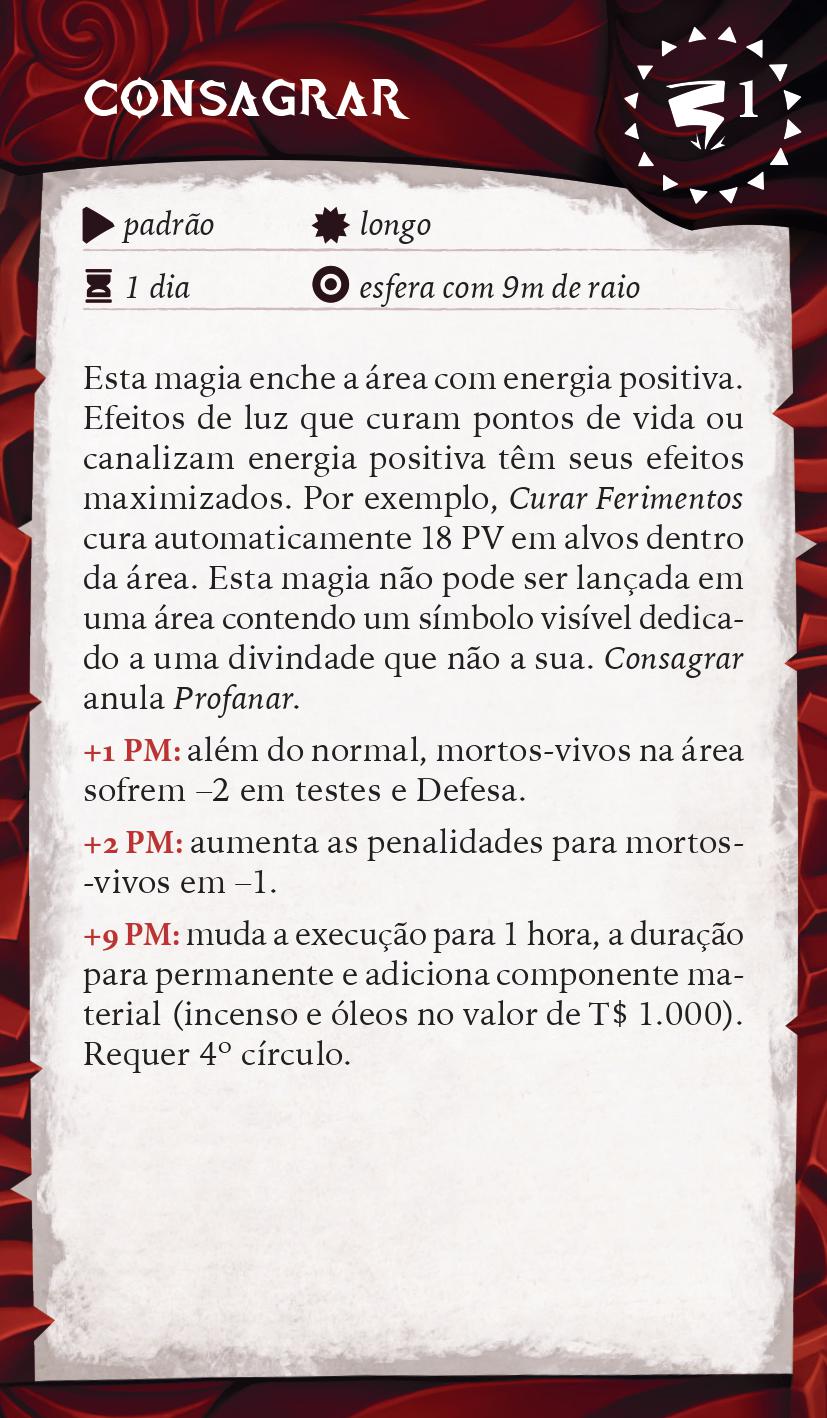 CONSAGRAR
1
padrão longo
1 dia esfera com 9m de raio
Esta magia enche a área com energia positiva.
Efeitos de luz que curam pontos de vida ou
canalizam energia positiva têm seus efeitos
maximizados. Por exemplo, Curar Ferimentos
cura automaticamente 18 PV em alvos dentro
da área. Esta magia não pode ser lançada em
uma área contendo um símbolo visível dedica-
do a uma divindade que não a sua. Consagrar
anula Profanar.
+1 PM: além do normal, mortos-vivos na área
sofrem –2 em testes e Defesa.
+2 PM: aumenta as penalidades para mortos-
-vivos em –1.
+9 PM: muda a execução para 1 hora, a duração
para permanente e adiciona componente ma-
terial (incenso e óleos no valor de T$ 1.000).
Requer 4º círculo.